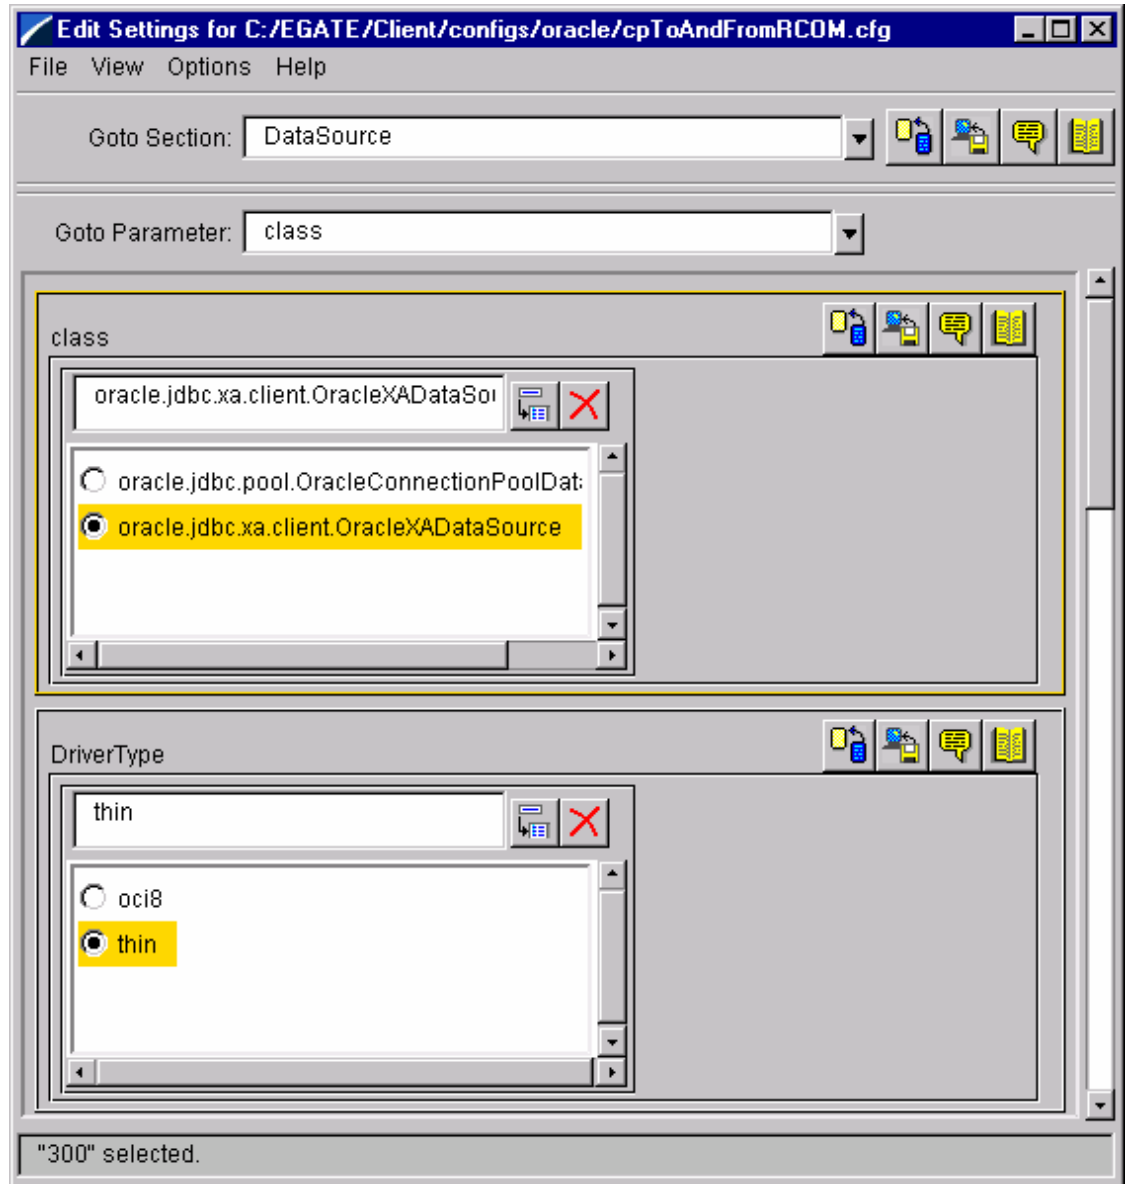 Edit Settings for C:/EGATE/Client/configs/oracle/cpToAndFromRCOM.cfg
File View Options Help
Goto Section: DataSource
Goto Parameter: class
class
oracle.jdbc.xa.client.OracleXADataSou
oracle.jdbc.pool.OracleConnectionPoolData
oracle.jdbc.xa.client.OracleXADataSource
DriverType
thin
oci8
thin
"300" selected.